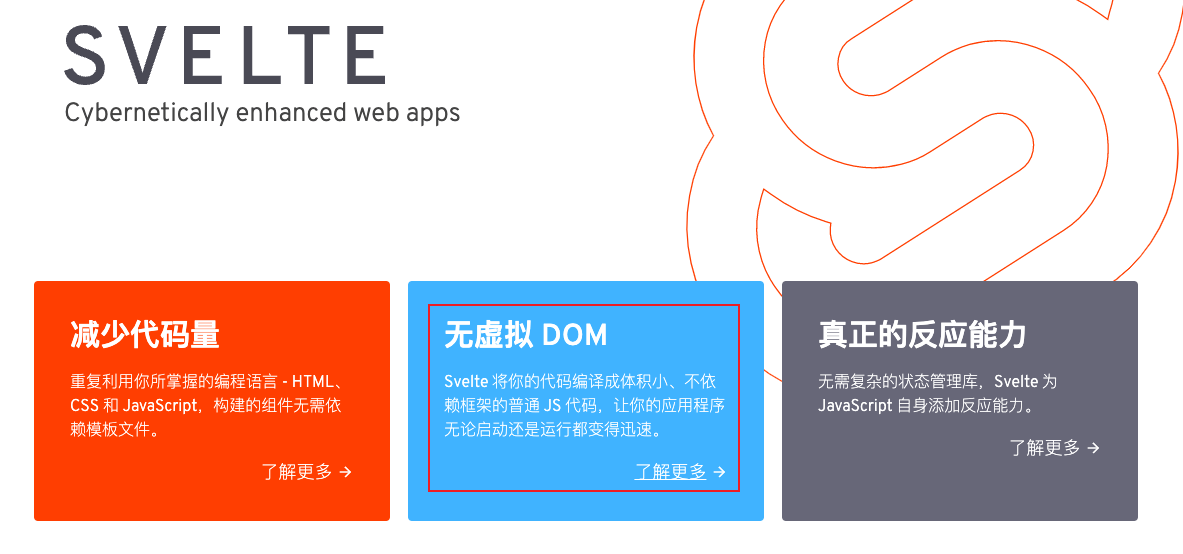 SVELTE
Cybernetically enhanced web apps
减少代码量
重复利用你所掌握的编程语言 - HTML、
CSS 和 JavaScript，构建的组件无需依
赖模板文件。
了解更多 →
无虚拟 DOM
Svelte 将你的代码编译成体积小、不依
赖框架的普通 JS 代码，让你的应用程序
无论启动还是运行都变得迅速。
了解更多 →
真正的反应能力
无需复杂的状态管理库，Svelte 为
JavaScript 自身添加反应能力。
了解更多 →